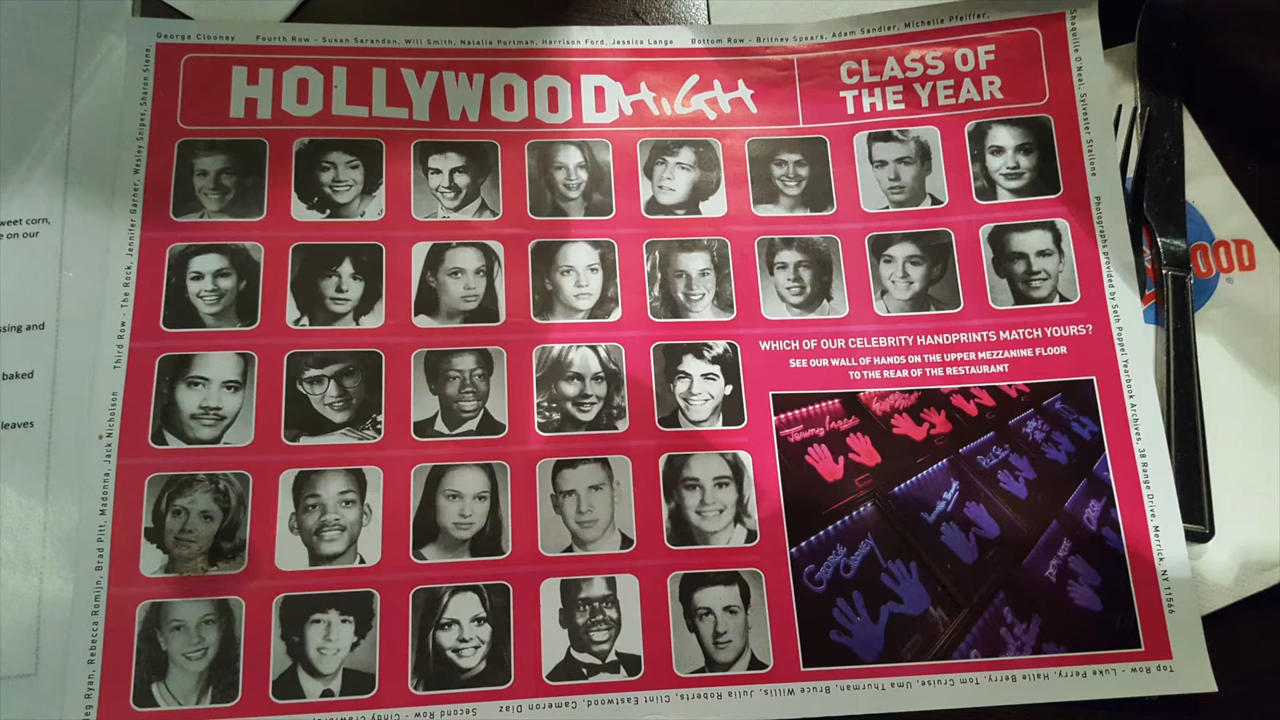 George Clooney Fourth Row - Susan Sarandon, Will Smith, Natalie Portman, Harrison Ford, Jessica Lange Bottom Row - Britney Spears, Adam Sandler, Michelle Pfeiffer,
Shaquille O'Neal, Sylvester Stallone Photographs provided by Seth Poppel Yearbook Archives, 38 Range Drive, Merrick, NY 11566
HOLLYWOOD HiGH
CLASS OF
THE YEAR
WHICH OF OUR CELEBRITY HANDPRINTS MATCH YOURS?
SEE OUR WALL OF HANDS ON THE UPPER MEZZANINE FLOOR
TO THE REAR OF THE RESTAURANT
George
Clooney
Top Row - Luke Perry, Halle Berry, Tom Cruise, Uma Thurman, Bruce Willis, Julia Roberts, Clint Eastwood, Cameron Diaz Second Row - Cindy
Ryan, Rebecca Romijn, Brad Pitt, Madonna, Jack Nicholson Third Row - The Rock, Jennifer Garner, Wesley Snipes, Sharon Stone,
corn,
on our
and
baked
leaves
OOD